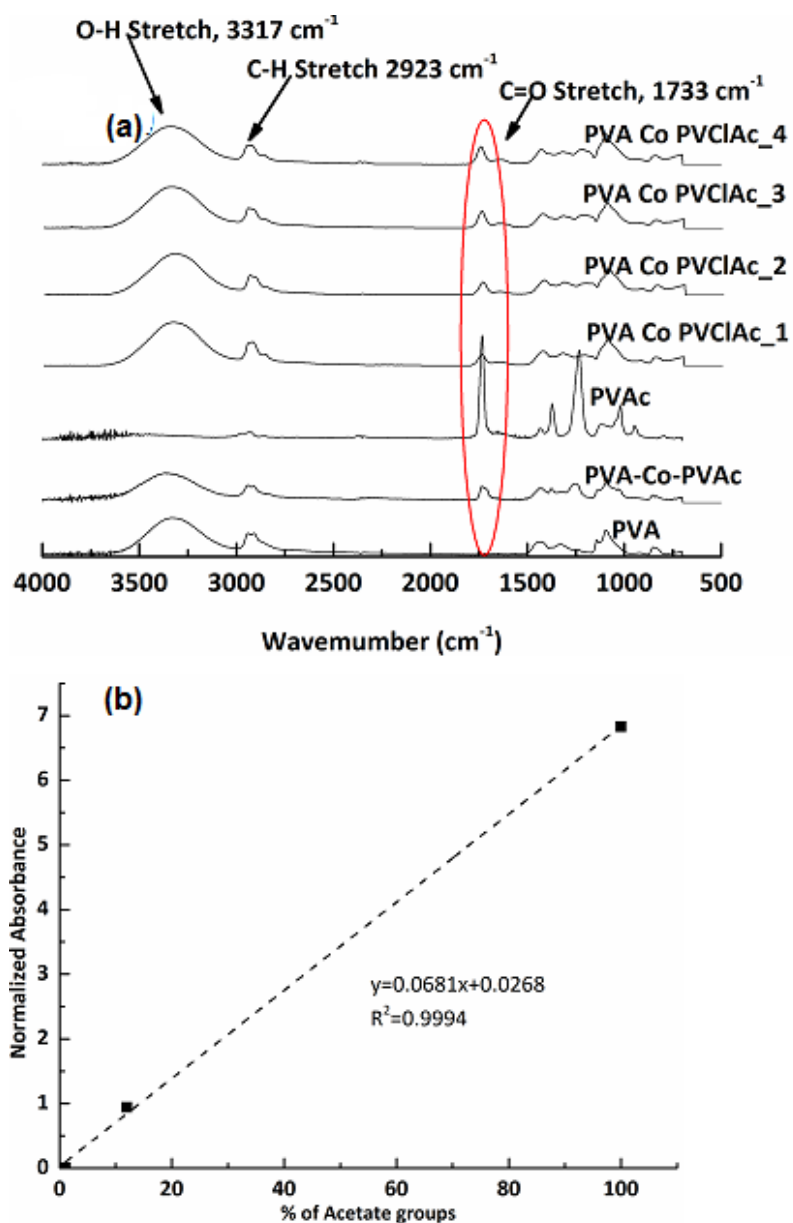 O-H Stretch, 3317 cm⁻¹
C-H Stretch 2923 cm⁻¹
C=O Stretch, 1733 cm⁻¹
(a)
PVA Co PVClAc_4
PVA Co PVClAc_3
PVA Co PVClAc_2
PVA Co PVClAc_1
PVAc
PVA-Co-PVAc
PVA
4000 3500 3000 2500 2000 1500 1000 500
Wavemumber (cm⁻¹)
(b)
7
6
5
4
3
2
1
0
Normalized Absorbance
y=0.0681x+0.0268
R²=0.9994
0 20 40 60 80 100
% of Acetate groups